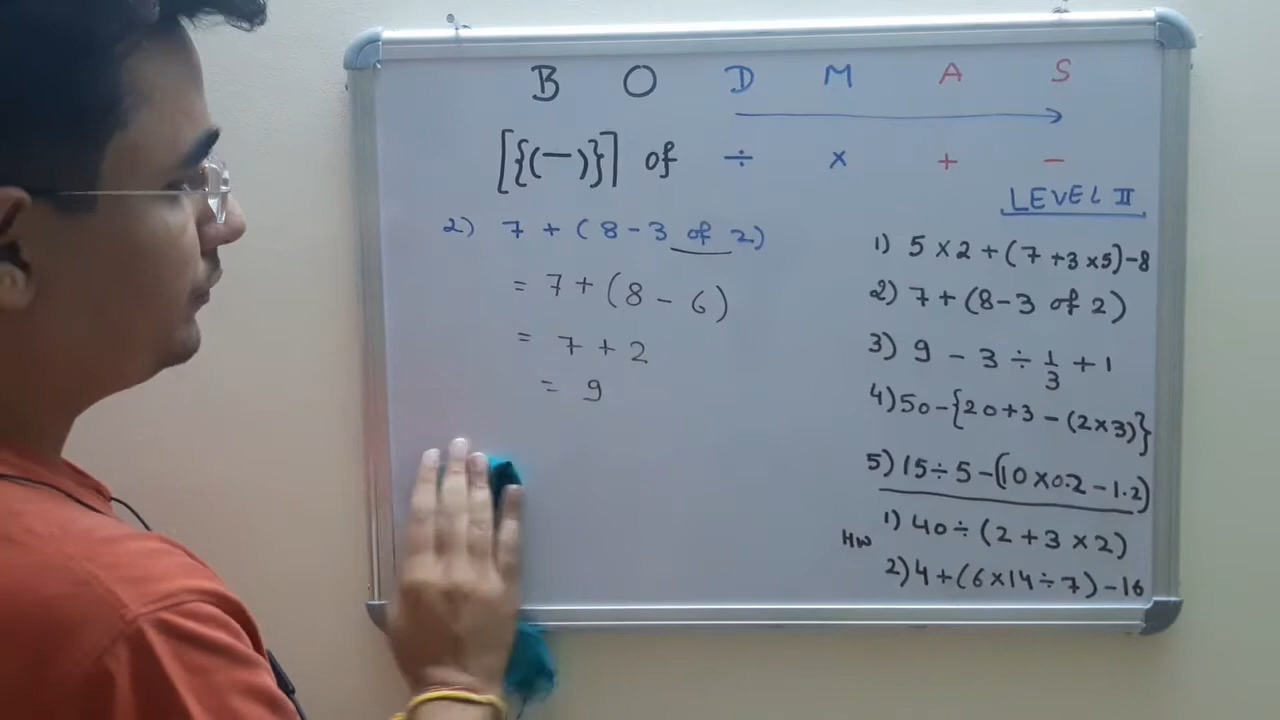 B O D M A S
[{(—)}] of ÷ × + −
2) 7 + (8 − 3 of 2)
= 7 + (8 − 6)
= 7 + 2
= 9
LEVEL II
1) 5 × 2 + (7 + 3 × 5) − 8
2) 7 + (8 − 3 of 2)
3) 9 − 3 ÷ 1/3 + 1
4) 50 − {20 + 3 − (2 × 3)}
5) 15 ÷ 5 − (10 × 0.2 − 1.2)
HW 1) 40 ÷ (2 + 3 × 2)
2) 4 + (6 × 14 ÷ 7) − 16